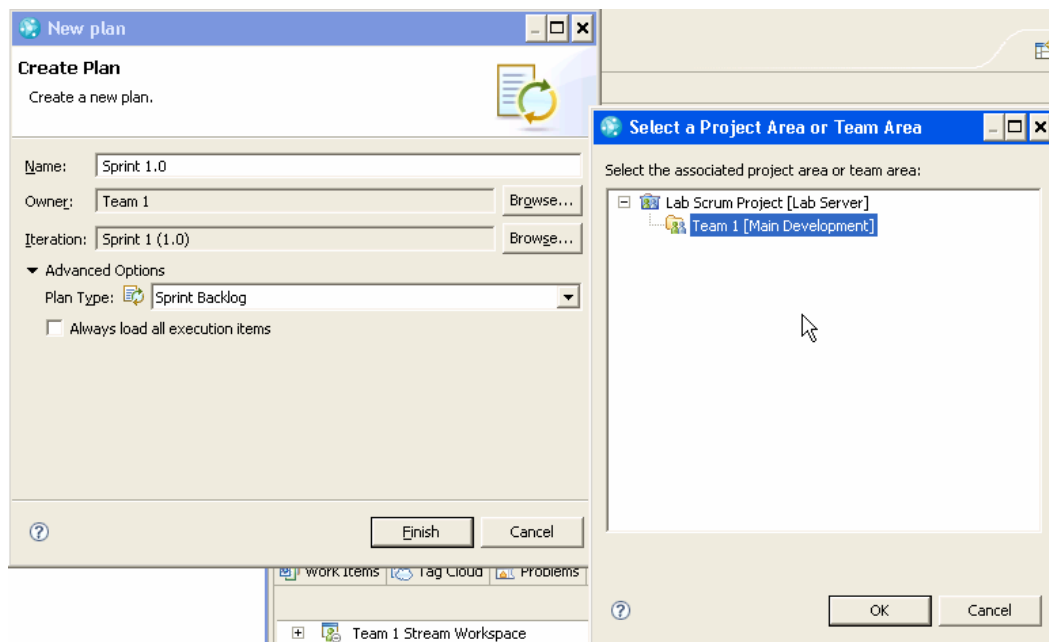 New plan
Create Plan
Create a new plan.
Name: Sprint 1.0
Owner: Team 1 Browse...
Iteration: Sprint 1 (1.0) Browse...
Advanced Options
Plan Type: Sprint Backlog
Always load all execution items
Finish Cancel
Work Items Tag Cloud Problems
Team 1 Stream Workspace
Select a Project Area or Team Area
Select the associated project area or team area:
Lab Scrum Project [Lab Server]
Team 1 [Main Development]
OK Cancel